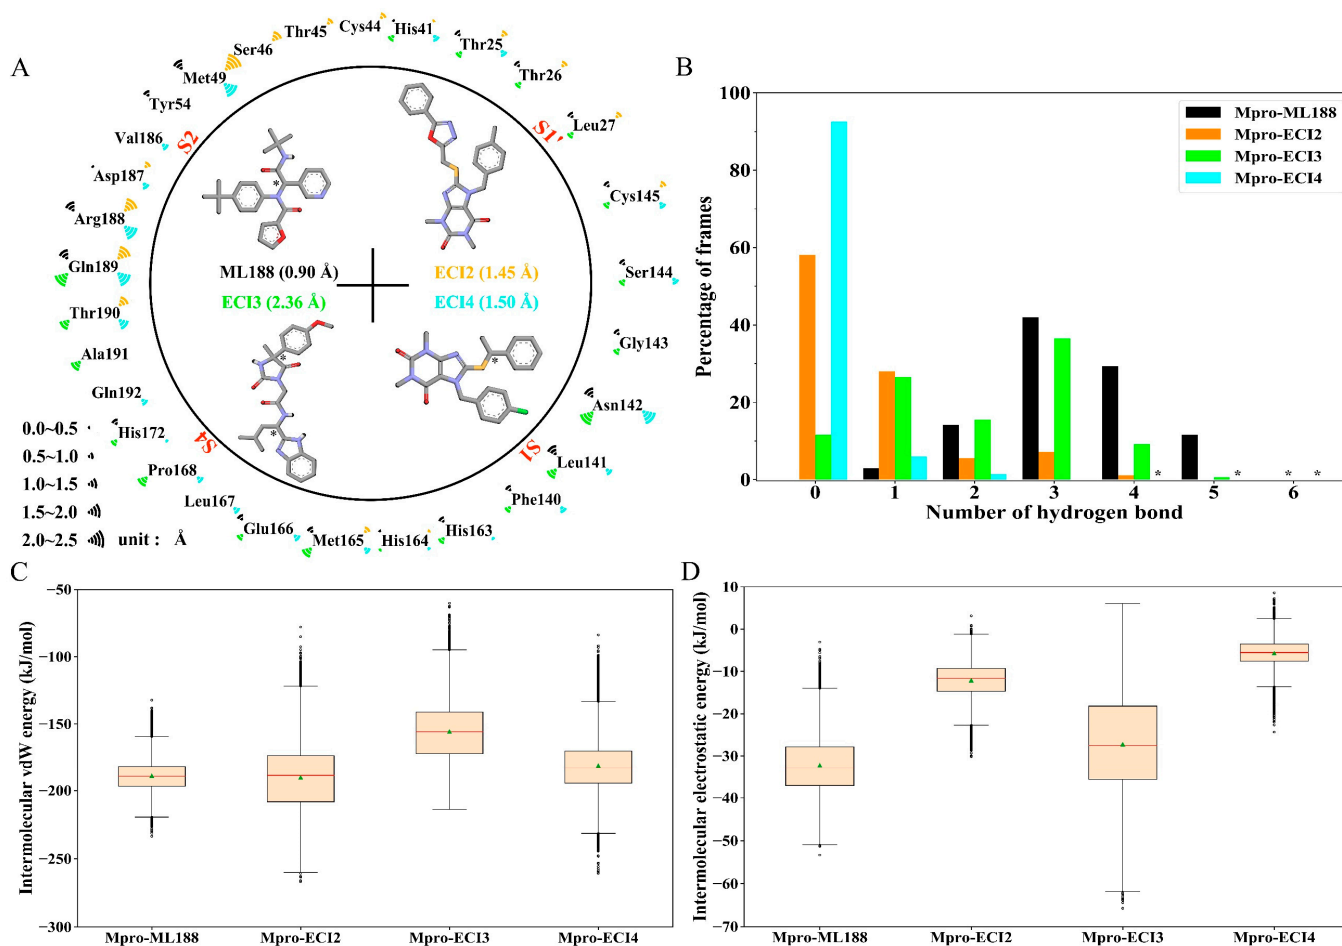 A
Thr45
Cys44
His41
Ser46
Thr25
Met49
Thr26
Tyr54
Leu27
Val186
S2
S1'
Asp187
Cys145
Arg188
Gln189
Ser144
ML188 (0.90 Å)
ECI2 (1.45 Å)
ECI3 (2.36 Å)
ECI4 (1.50 Å)
Thr190
Gly143
Ala191
Gln192
Asn142
His172
S4
S1
Leu141
Pro168
Leu167
Phe140
Glu166
Met165
His164
His163
0.0~0.5
0.5~1.0
1.0~1.5
1.5~2.0
2.0~2.5
unit : Å
* * * * *
B
100
80
60
40
20
0
Percentage of frames
Mpro-ML188
Mpro-ECI2
Mpro-ECI3
Mpro-ECI4
* * * *
0 1 2 3 4 5 6
Number of hydrogen bond
C
−50
−100
−150
−200
−250
−300
Intermolecular vdW energy (kJ/mol)
Mpro-ML188 Mpro-ECI2 Mpro-ECI3 Mpro-ECI4
D
10
0
−10
−20
−30
−40
−50
−60
−70
Intermolecular electrostatic energy (kJ/mol)
Mpro-ML188 Mpro-ECI2 Mpro-ECI3 Mpro-ECI4